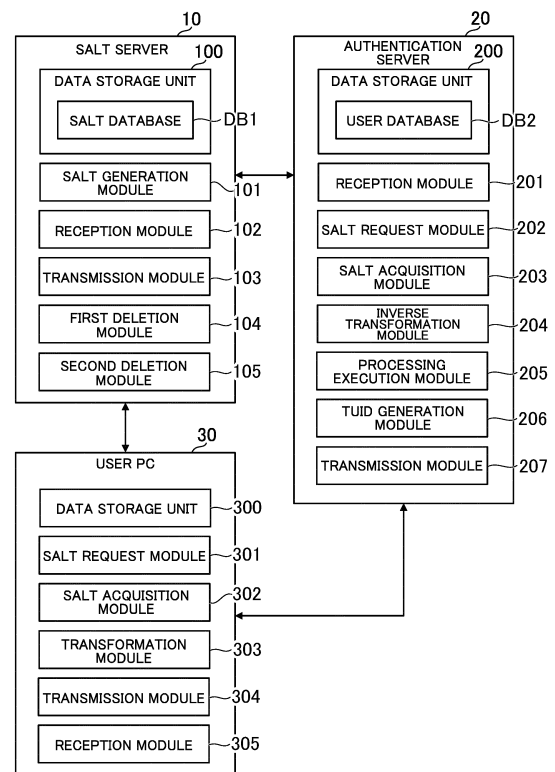 10
SALT SERVER
100
DATA STORAGE UNIT
SALT DATABASE
DB1
SALT GENERATION
MODULE
101
RECEPTION MODULE
102
TRANSMISSION MODULE
103
FIRST DELETION
MODULE
104
SECOND DELETION
MODULE
105
20
AUTHENTICATION
SERVER
200
DATA STORAGE UNIT
USER DATABASE
DB2
RECEPTION MODULE
201
SALT REQUEST MODULE
202
SALT ACQUISITION
MODULE
203
INVERSE
TRANSFORMATION
MODULE
204
PROCESSING
EXECUTION MODULE
205
TUID GENERATION
MODULE
206
TRANSMISSION MODULE
207
30
USER PC
DATA STORAGE UNIT
300
SALT REQUEST MODULE
301
SALT ACQUISITION
MODULE
302
TRANSFORMATION
MODULE
303
TRANSMISSION MODULE
304
RECEPTION MODULE
305